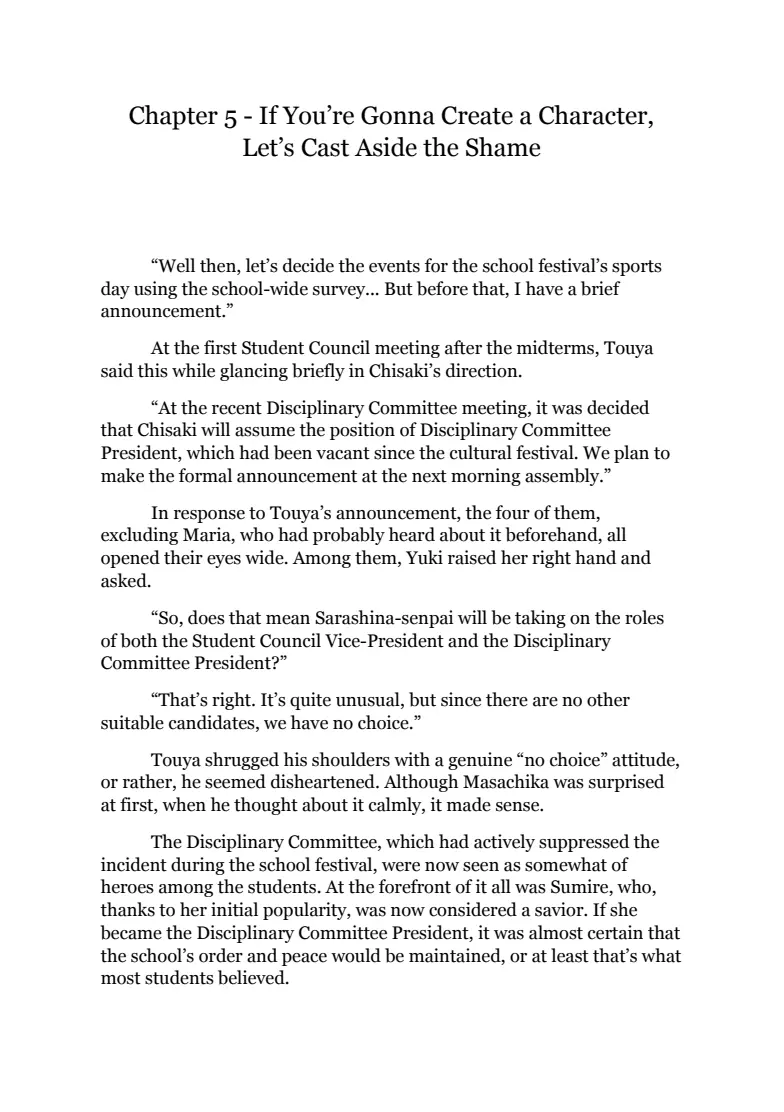 Chapter 5 - If You’re Gonna Create a Character,
Let’s Cast Aside the Shame
“Well then, let’s decide the events for the school festival’s sports
day using the school-wide survey... But before that, I have a brief
announcement.”
At the first Student Council meeting after the midterms, Touya
said this while glancing briefly in Chisaki’s direction.
“At the recent Disciplinary Committee meeting, it was decided
that Chisaki will assume the position of Disciplinary Committee
President, which had been vacant since the cultural festival. We plan to
make the formal announcement at the next morning assembly.”
In response to Touya’s announcement, the four of them,
excluding Maria, who had probably heard about it beforehand, all
opened their eyes wide. Among them, Yuki raised her right hand and
asked.
“So, does that mean Sarashina-senpai will be taking on the roles
of both the Student Council Vice-President and the Disciplinary
Committee President?”
“That’s right. It’s quite unusual, but since there are no other
suitable candidates, we have no choice.”
Touya shrugged his shoulders with a genuine “no choice” attitude,
or rather, he seemed disheartened. Although Masachika was surprised
at first, when he thought about it calmly, it made sense.
The Disciplinary Committee, which had actively suppressed the
incident during the school festival, were now seen as somewhat of
heroes among the students. At the forefront of it all was Sumire, who,
thanks to her initial popularity, was now considered a savior. If she
became the Disciplinary Committee President, it was almost certain that
the school’s order and peace would be maintained, or at least that’s what
most students believed.